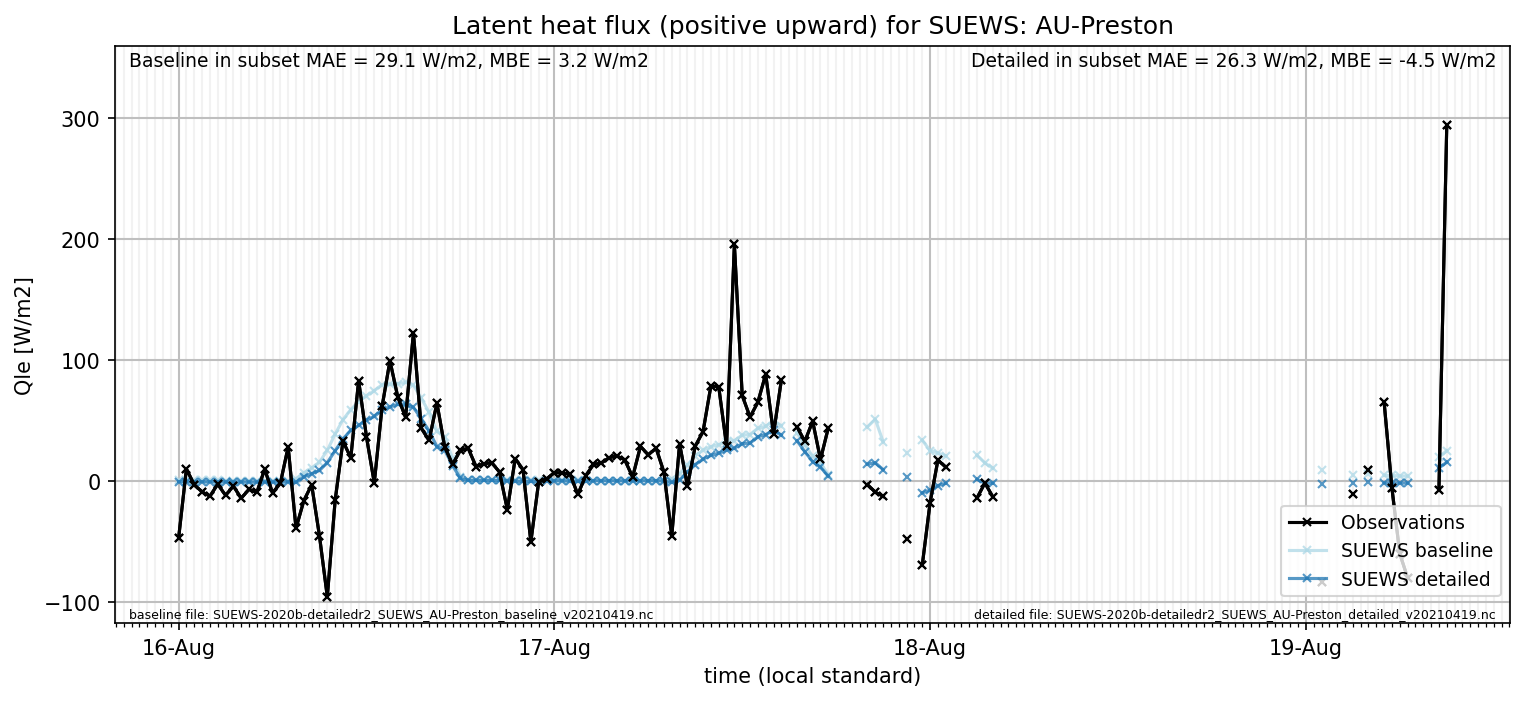 Latent heat flux (positive upward) for SUEWS: AU-Preston
Baseline in subset MAE = 29.1 W/m2, MBE = 3.2 W/m2
Detailed in subset MAE = 26.3 W/m2, MBE = -4.5 W/m2
300
200
100
0
−100
Qle [W/m2]
Observations
SUEWS baseline
SUEWS detailed
baseline file: SUEWS-2020b-detailedr2_SUEWS_AU-Preston_baseline_v20210419.nc
detailed file: SUEWS-2020b-detailedr2_SUEWS_AU-Preston_detailed_v20210419.nc
16-Aug
17-Aug
18-Aug
19-Aug
time (local standard)